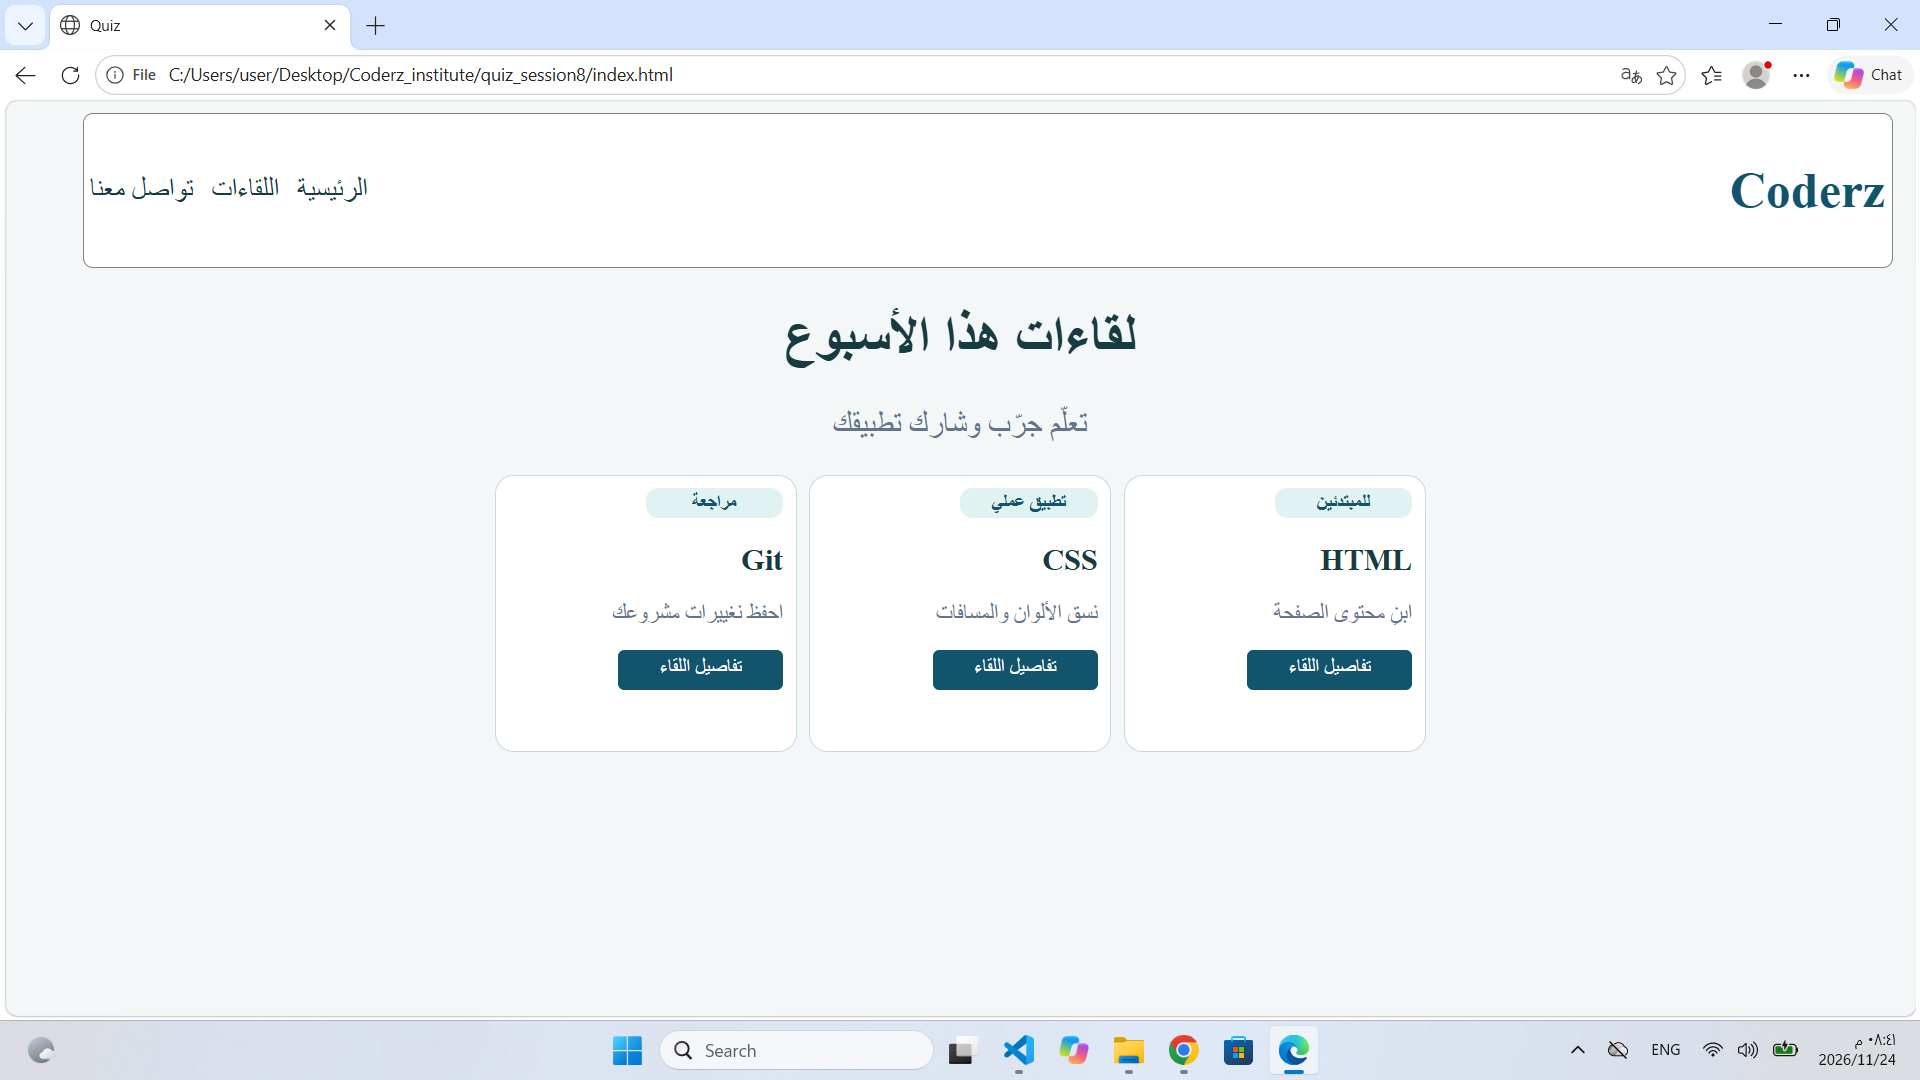 Quiz
File C:/Users/user/Desktop/Coderz_institute/quiz_session8/index.html
Chat
Coderz
الرئيسية اللقاءات تواصل معنا
لقاءات هذا الأسبوع
تعلّم جرّب وشارك تطبيقك
للمبتدئين
HTML
ابنِ محتوى الصفحة
تفاصيل اللقاء
تطبيق عملي
CSS
نسق الألوان والمسافات
تفاصيل اللقاء
مراجعة
Git
احفظ نغييرات مشروعك
تفاصيل اللقاء
Search
ENG
٠٨:٤١ م
2026/11/24